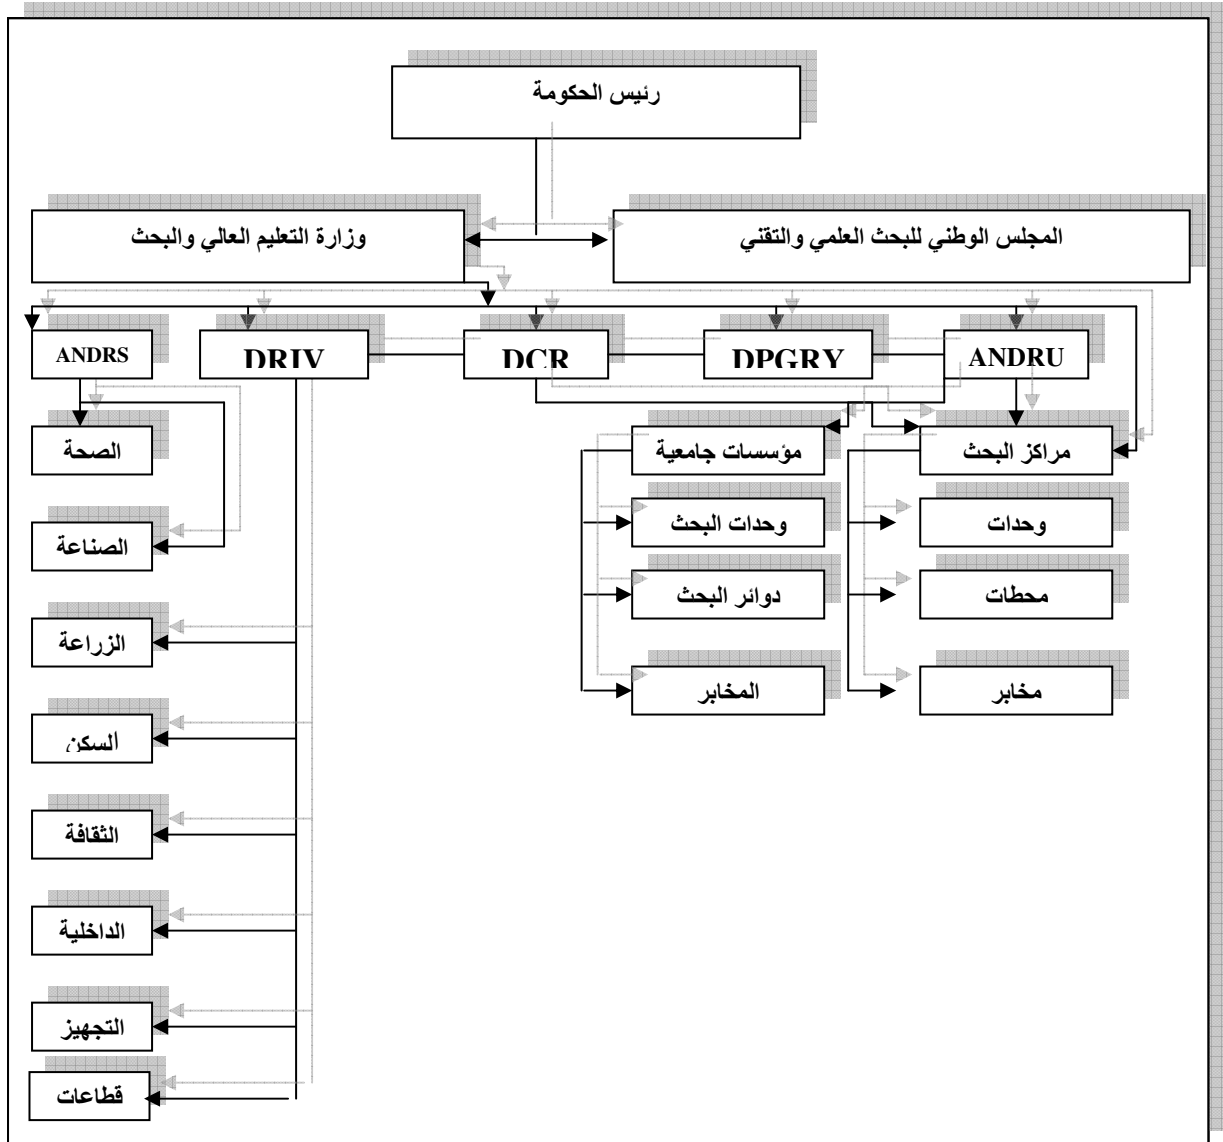 رئيس الحكومة
المجلس الوطني للبحث العلمي والتقني
وزارة التعليم العالي والبحث
ANDRS
DRIV
DCR
DPGRY
ANDRU
مراكز البحث
مؤسسات جامعية
الصحة
وحدات
وحدات البحث
الصناعة
محطات
دوائر البحث
الزراعة
مخابر
المخابر
السكن
الثقافة
الداخلية
التجهيز
قطاعات